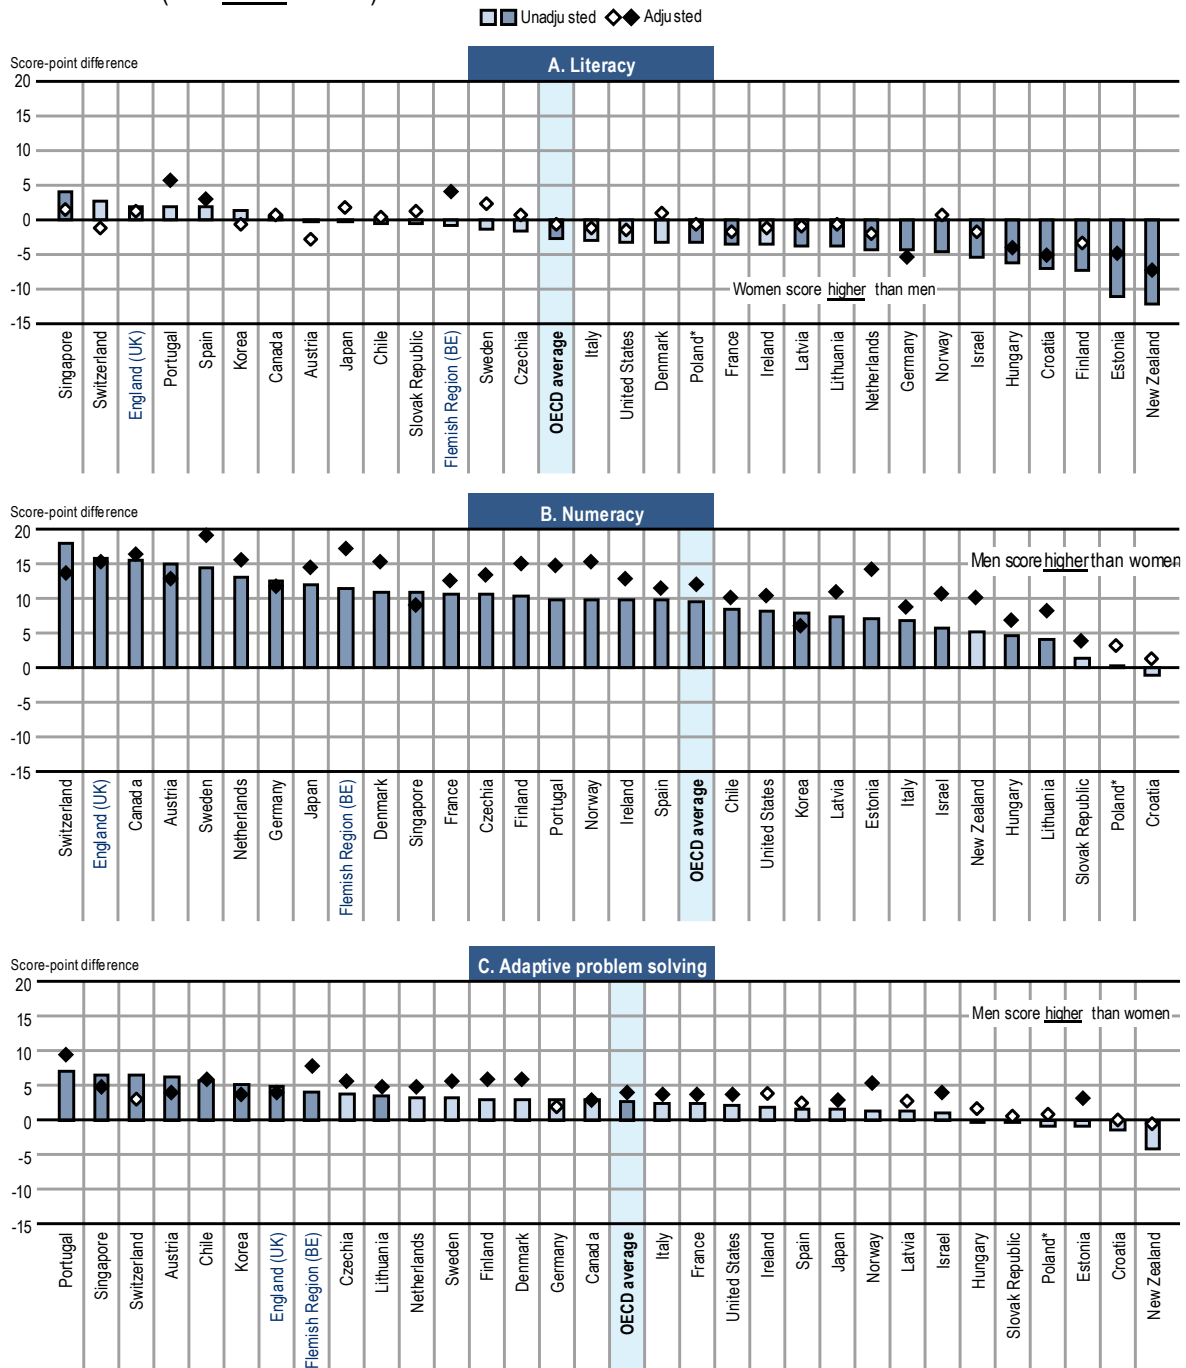 Unadjusted Adjusted
A. Literacy
Score-point difference
20
15
10
5
0
-5
-10
-15
Women score higher than men
Singapore
Switzerland
England (UK)
Portugal
Spain
Korea
Canada
Austria
Japan
Chile
Slovak Republic
Flemish Region (BE)
Sweden
Czechia
OECD average
Italy
United States
Denmark
Poland*
France
Ireland
Latvia
Lithuania
Netherlands
Germany
Norway
Israel
Hungary
Croatia
Finland
Estonia
New Zealand
B. Numeracy
Score-point difference
20
15
10
5
0
-5
-10
-15
Men score higher than women
Switzerland
England (UK)
Canada
Austria
Sweden
Netherlands
Germany
Japan
Flemish Region (BE)
Denmark
Singapore
France
Czechia
Finland
Portugal
Norway
Ireland
Spain
OECD average
Chile
United States
Korea
Latvia
Estonia
Italy
Israel
New Zealand
Hungary
Lithuania
Slovak Republic
Poland*
Croatia
C. Adaptive problem solving
Score-point difference
20
15
10
5
0
-5
-10
-15
Men score higher than women
Portugal
Singapore
Switzerland
Austria
Chile
Korea
England (UK)
Flemish Region (BE)
Czechia
Lithuania
Netherlands
Sweden
Finland
Denmark
Germany
Canada
OECD average
Italy
France
United States
Ireland
Spain
Japan
Norway
Latvia
Israel
Hungary
Slovak Republic
Poland*
Estonia
Croatia
New Zealand